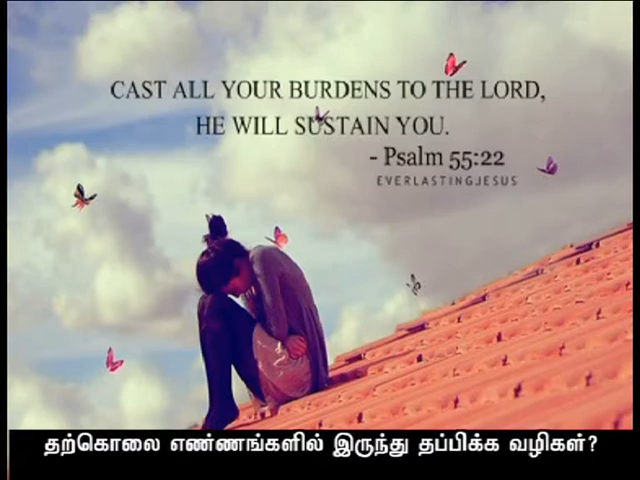 CAST ALL YOUR BURDENS TO THE LORD,
HE WILL SUSTAIN YOU.
- Psalm 55:22
EVERLASTINGJESUS
தற்கொலை எண்ணங்களில் இருந்து தப்பிக்க வழிகள்?